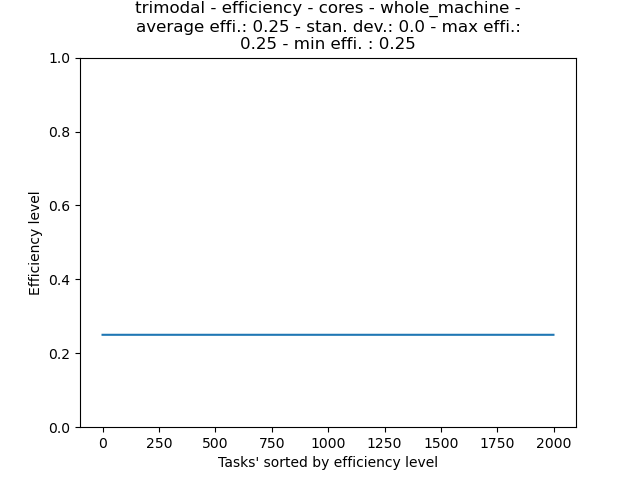 trimodal - efficiency - cores - whole_machine -
average effi.: 0.25 - stan. dev.: 0.0 - max effi.:
0.25 - min effi. : 0.25
1.0
0.8
0.6
0.4
0.2
0.0
Efficiency level
0 250 500 750 1000 1250 1500 1750 2000
Tasks' sorted by efficiency level